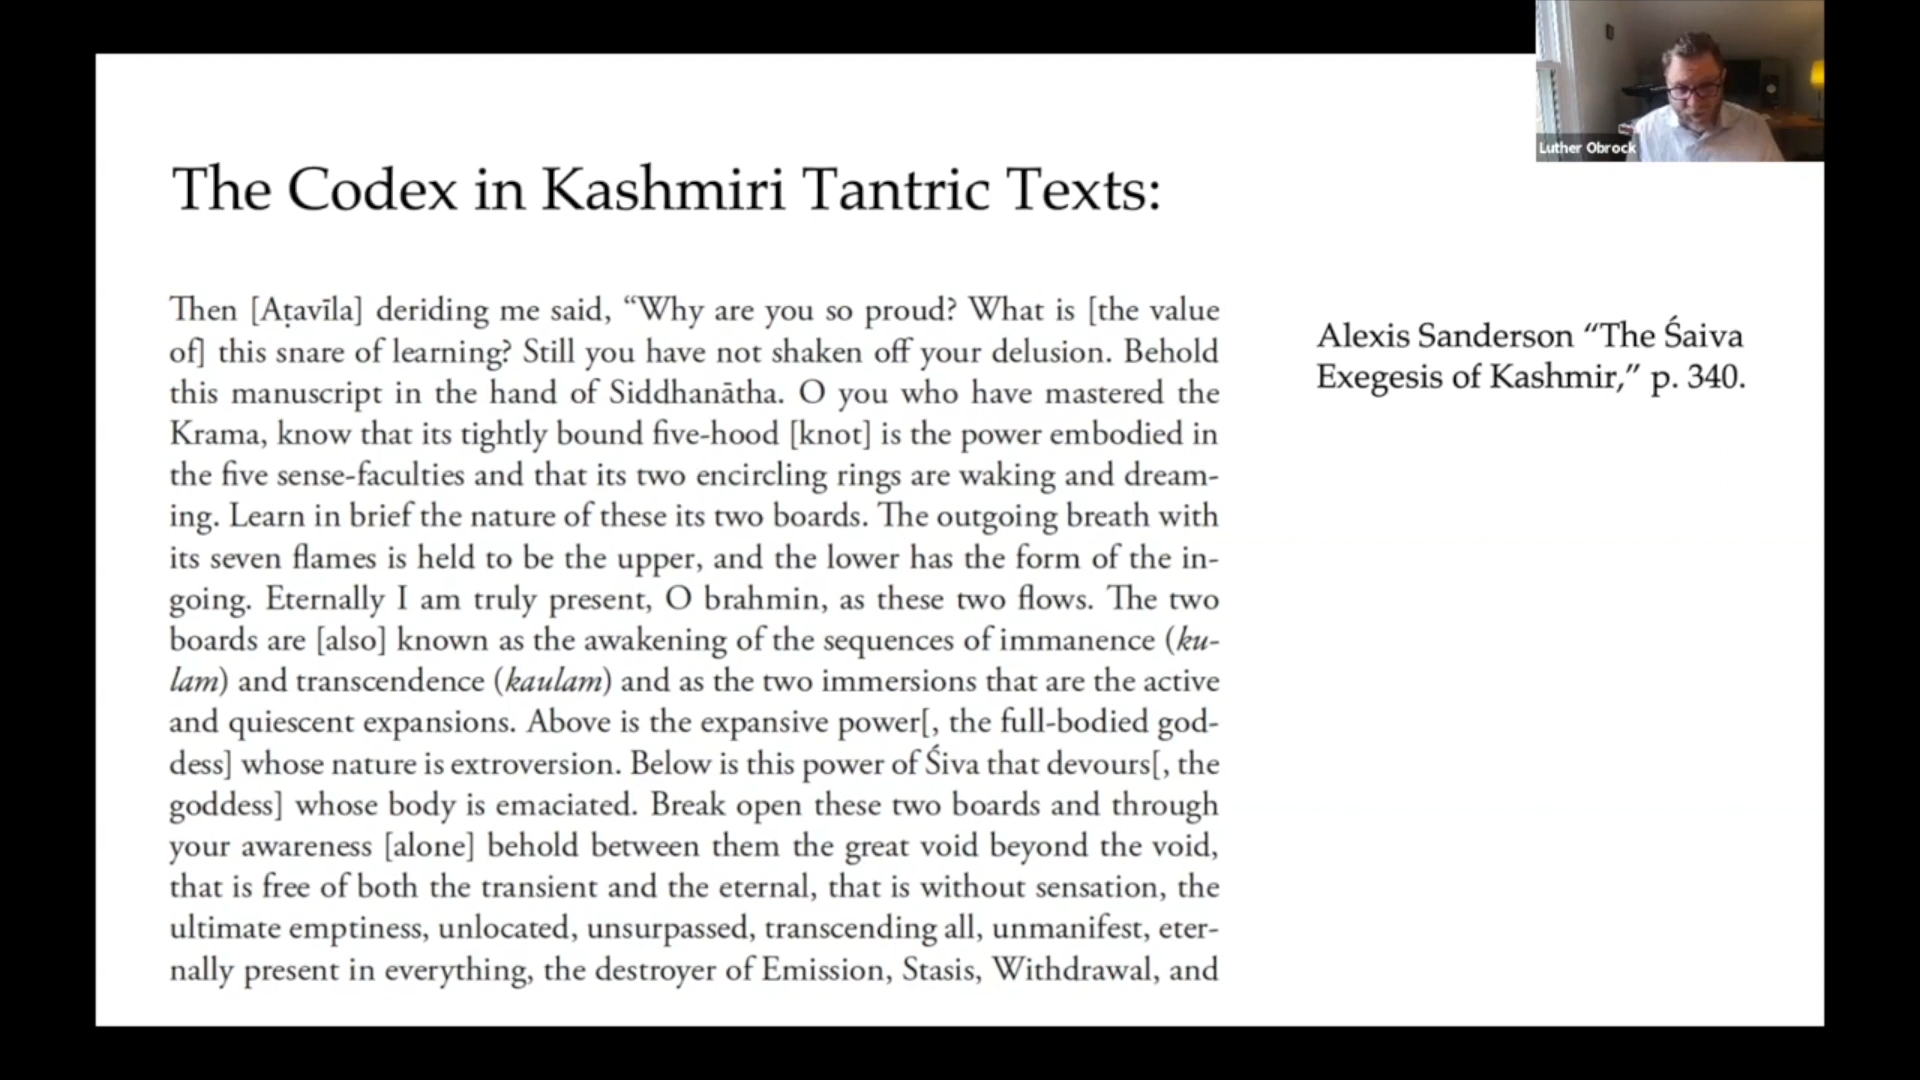 Luther Obrock
The Codex in Kashmiri Tantric Texts:
Then [Aṭavīla] deriding me said, “Why are you so proud? What is [the value
of] this snare of learning? Still you have not shaken off your delusion. Behold
this manuscript in the hand of Siddhanātha. O you who have mastered the
Krama, know that its tightly bound five-hood [knot] is the power embodied in
the five sense-faculties and that its two encircling rings are waking and dream-
ing. Learn in brief the nature of these its two boards. The outgoing breath with
its seven flames is held to be the upper, and the lower has the form of the in-
going. Eternally I am truly present, O brahmin, as these two flows. The two
boards are [also] known as the awakening of the sequences of immanence (ku-
lam) and transcendence (kaulam) and as the two immersions that are the active
and quiescent expansions. Above is the expansive power[, the full-bodied god-
dess] whose nature is extroversion. Below is this power of Śiva that devours[, the
goddess] whose body is emaciated. Break open these two boards and through
your awareness [alone] behold between them the great void beyond the void,
that is free of both the transient and the eternal, that is without sensation, the
ultimate emptiness, unlocated, unsurpassed, transcending all, unmanifest, eter-
nally present in everything, the destroyer of Emission, Stasis, Withdrawal, and
Alexis Sanderson “The Śaiva
Exegesis of Kashmir,” p. 340.